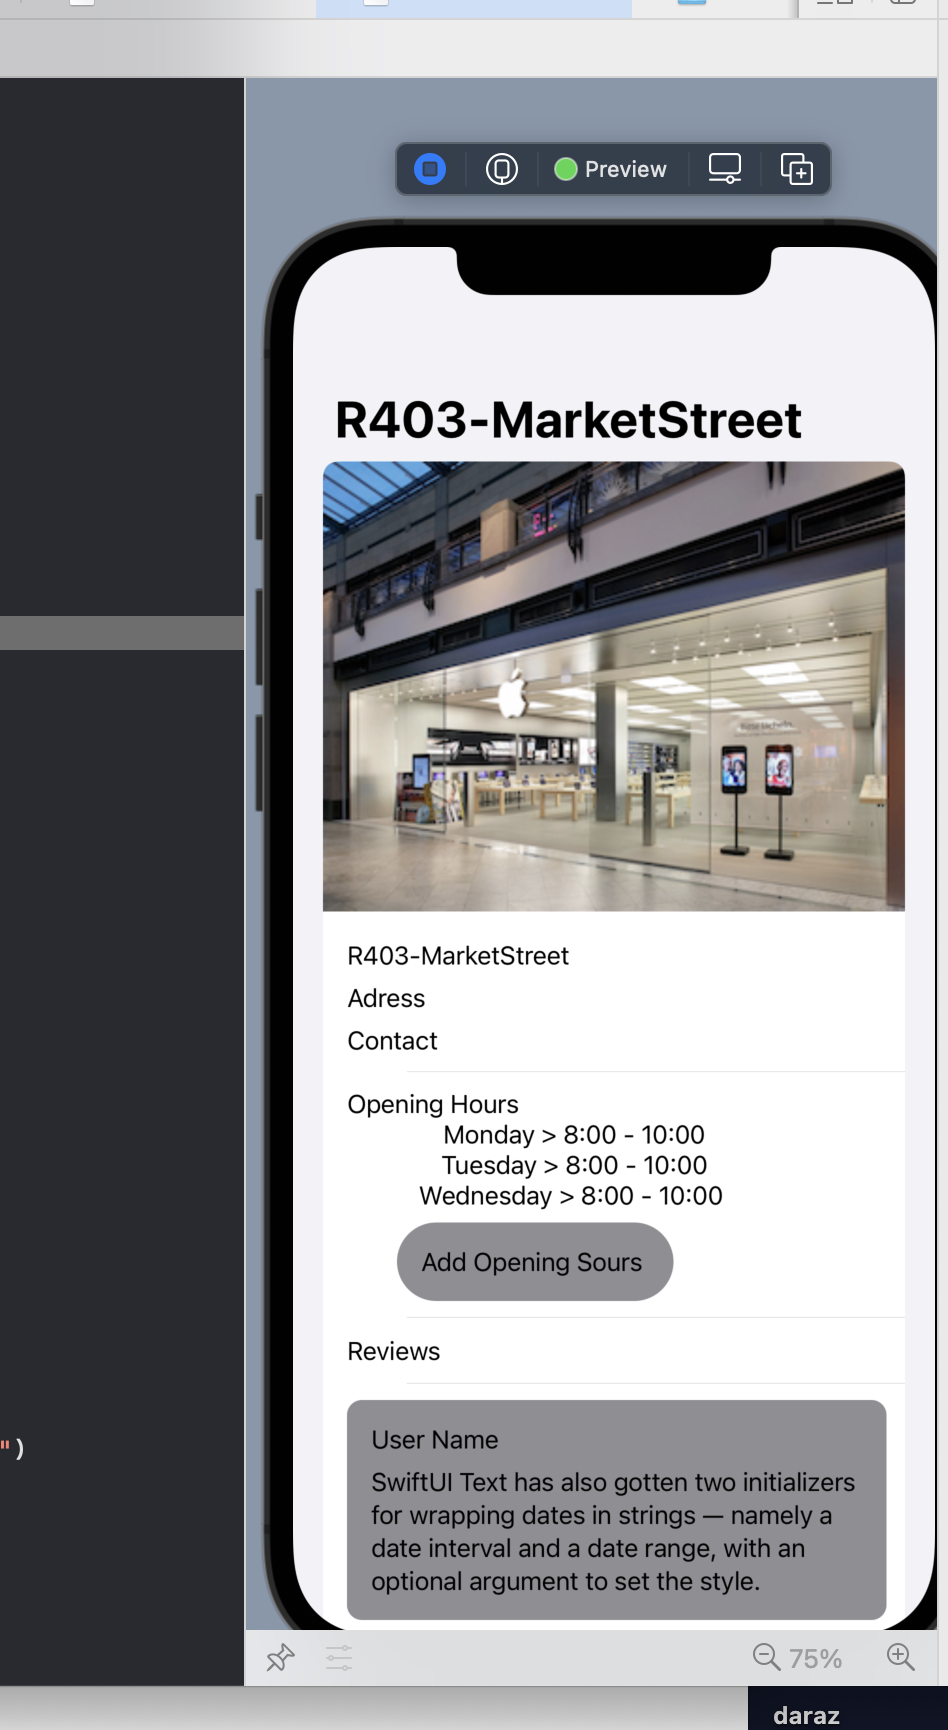 Preview
R403-MarketStreet
R403-MarketStreet
Adress
Contact
Opening Hours
Monday > 8:00 - 10:00
Tuesday > 8:00 - 10:00
Wednesday > 8:00 - 10:00
Add Opening Sours
Reviews
User Name
SwiftUI Text has also gotten two initializers
for wrapping dates in strings — namely a
date interval and a date range, with an
optional argument to set the style.
")
75%
daraz